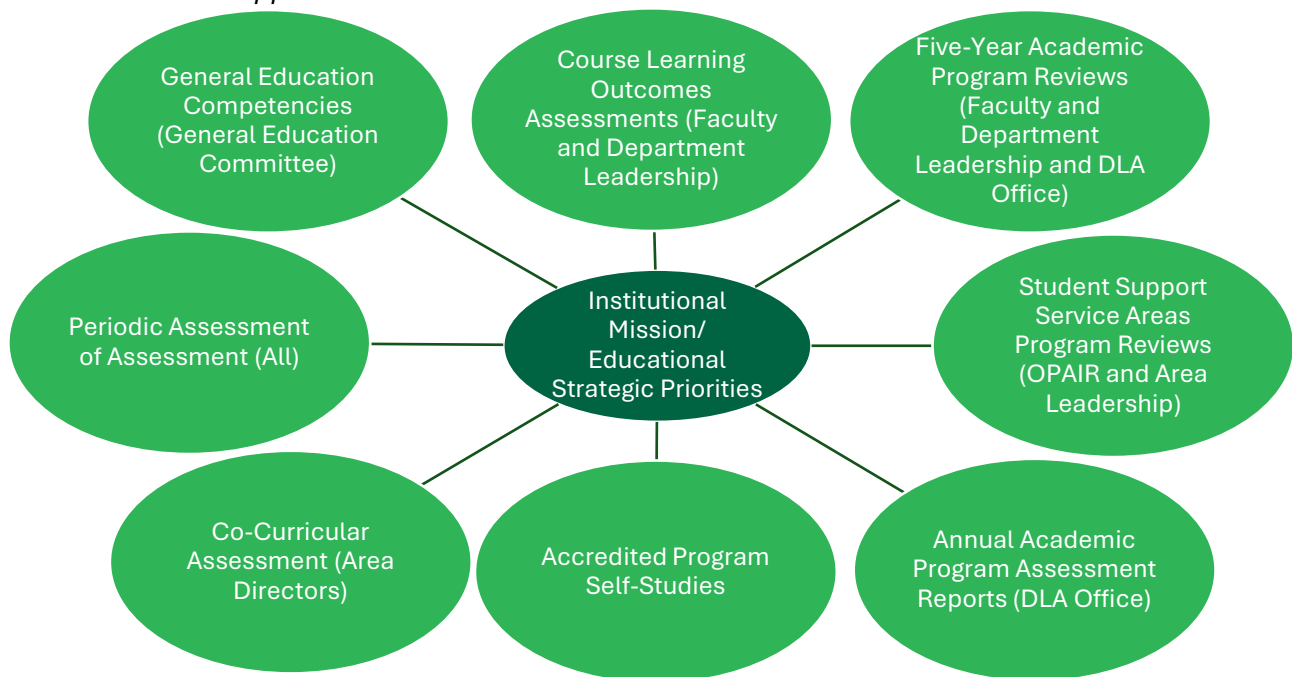 General Education
Competencies
(General Education
Committee)
Course Learning
Outcomes
Assessments (Faculty
and Department
Leadership)
Five-Year Academic
Program Reviews
(Faculty and
Department
Leadership and DLA
Office)
Periodic Assessment
of Assessment (All)
Institutional
Mission/
Educational
Strategic Priorities
Student Support
Service Areas
Program Reviews
(OPAIR and Area
Leadership)
Co-Curricular
Assessment (Area
Directors)
Accredited Program
Self-Studies
Annual Academic
Program Assessment
Reports (DLA Office)